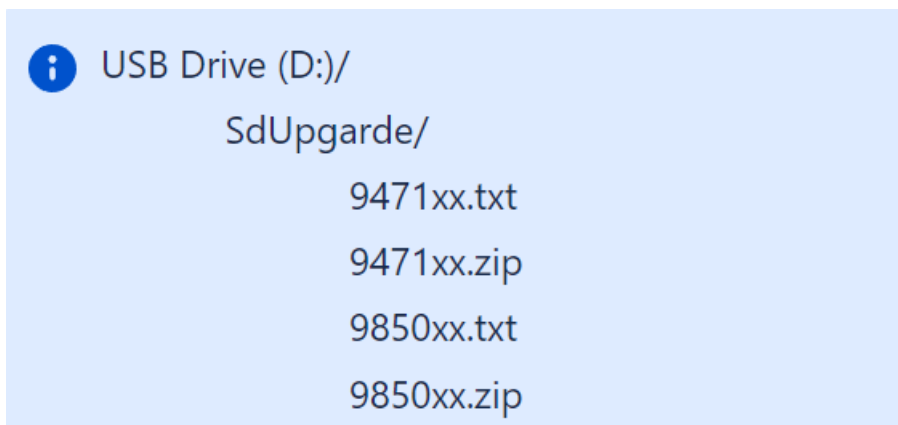 USB Drive (D:)/
SdUpgarde/
9471xx.txt
9471xx.zip
9850xx.txt
9850xx.zip